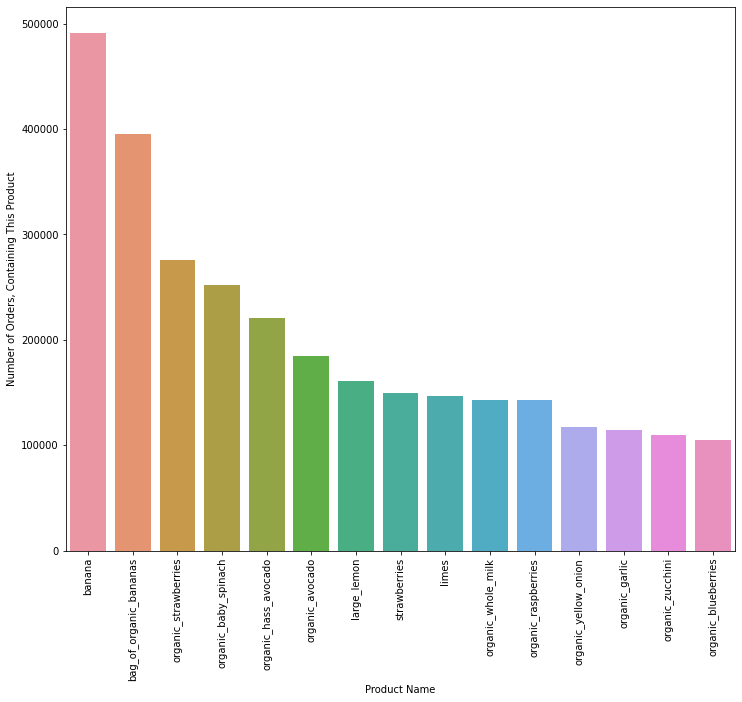 500000
400000
300000
200000
100000
0
Number of Orders, Containing This Product
banana
bag_of_organic_bananas
organic_strawberries
organic_baby_spinach
organic_hass_avocado
organic_avocado
large_lemon
strawberries
limes
organic_whole_milk
organic_raspberries
organic_yellow_onion
organic_garlic
organic_zucchini
organic_blueberries
Product Name